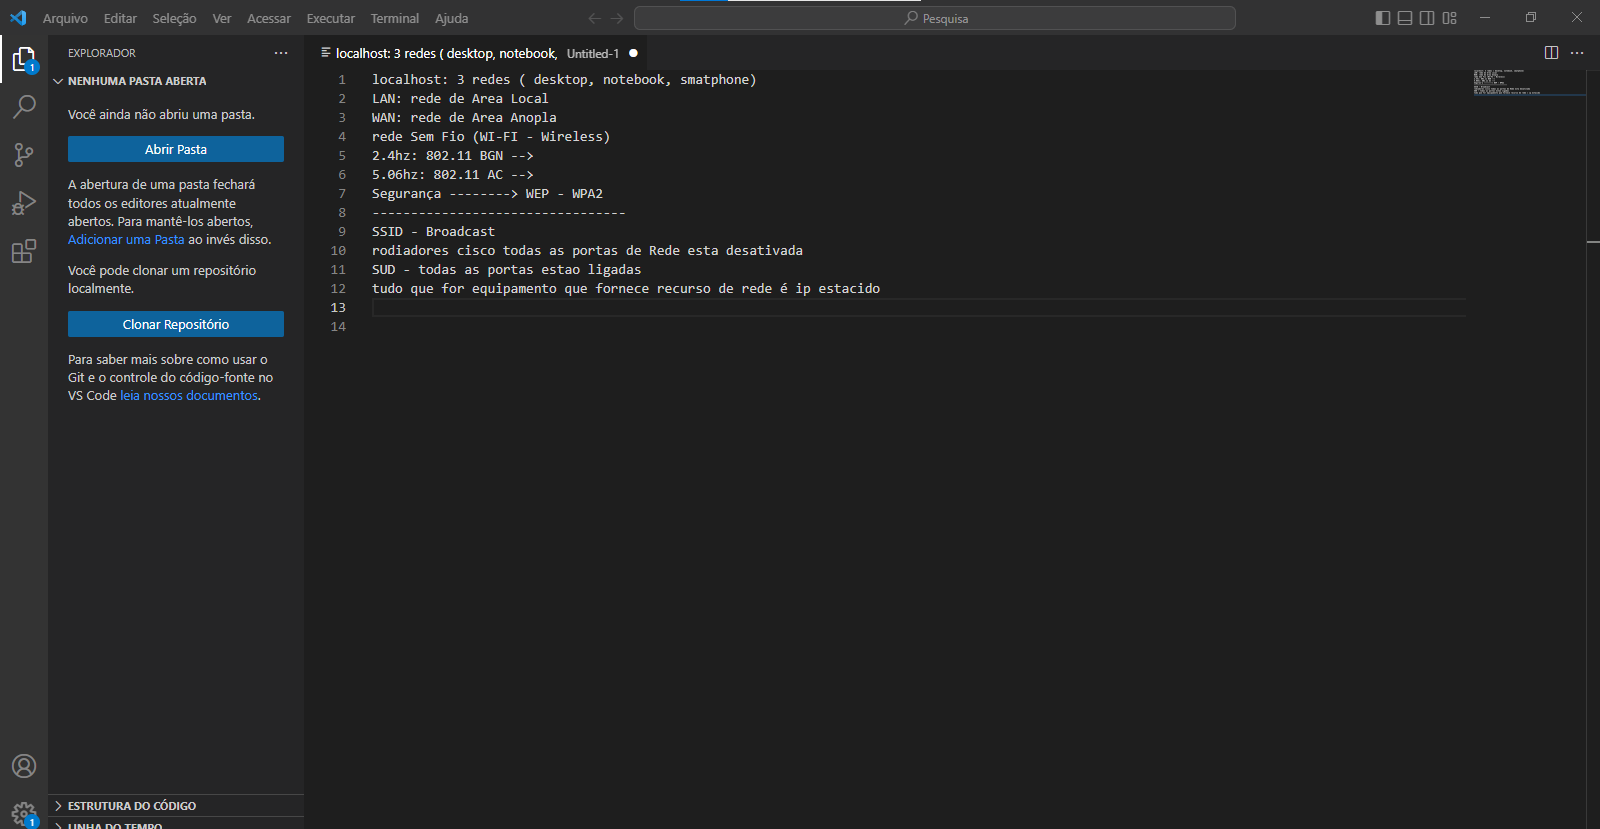 Arquivo Editar Seleção Ver Acessar Executar Terminal Ajuda
Pesquisa
EXPLORADOR
NENHUMA PASTA ABERTA
Você ainda não abriu uma pasta.
Abrir Pasta
A abertura de uma pasta fechará
todos os editores atualmente
abertos. Para mantê-los abertos,
Adicionar uma Pasta ao invés disso.
Você pode clonar um repositório
localmente.
Clonar Repositório
Para saber mais sobre como usar o
Git e o controle do código-fonte no
VS Code leia nossos documentos.
ESTRUTURA DO CÓDIGO
LINHA DO TEMPO
1
1
localhost: 3 redes ( desktop, notebook, Untitled-1
1 localhost: 3 redes ( desktop, notebook, smatphone)
2 LAN: rede de Area Local
3 WAN: rede de Area Anopla
4 rede Sem Fio (WI-FI - Wireless)
5 2.4hz: 802.11 BGN -->
6 5.06hz: 802.11 AC -->
7 Segurança --------> WEP - WPA2
8 ---------------------------------
9 SSID - Broadcast
10 rodiadores cisco todas as portas de Rede esta desativada
11 SUD - todas as portas estao ligadas
12 tudo que for equipamento que fornece recurso de rede é ip estacido
13
14